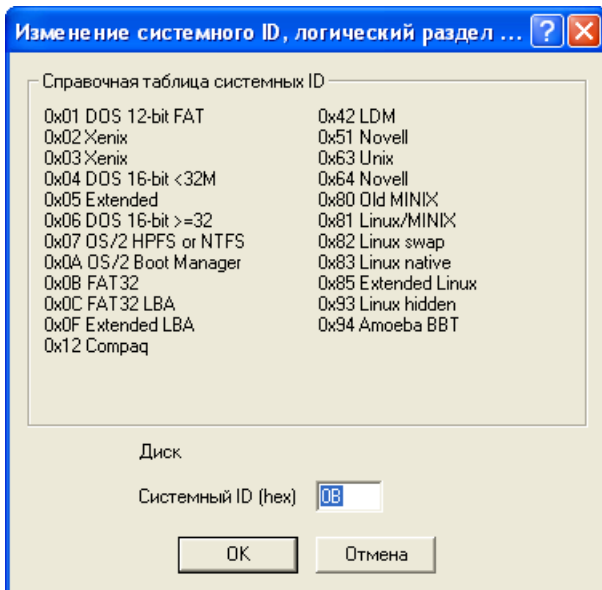 Изменение системного ID, логический раздел ...
Справочная таблица системных ID
0x01 DOS 12-bit FAT
0x02 Xenix
0x03 Xenix
0x04 DOS 16-bit <32M
0x05 Extended
0x06 DOS 16-bit >=32
0x07 OS/2 HPFS or NTFS
0x0A OS/2 Boot Manager
0x0B FAT32
0x0C FAT32 LBA
0x0F Extended LBA
0x12 Compaq
0x42 LDM
0x51 Novell
0x63 Unix
0x64 Novell
0x80 Old MINIX
0x81 Linux/MINIX
0x82 Linux swap
0x83 Linux native
0x85 Extended Linux
0x93 Linux hidden
0x94 Amoeba BBT
Диск
Системный ID (hex) 0B
OK Отмена